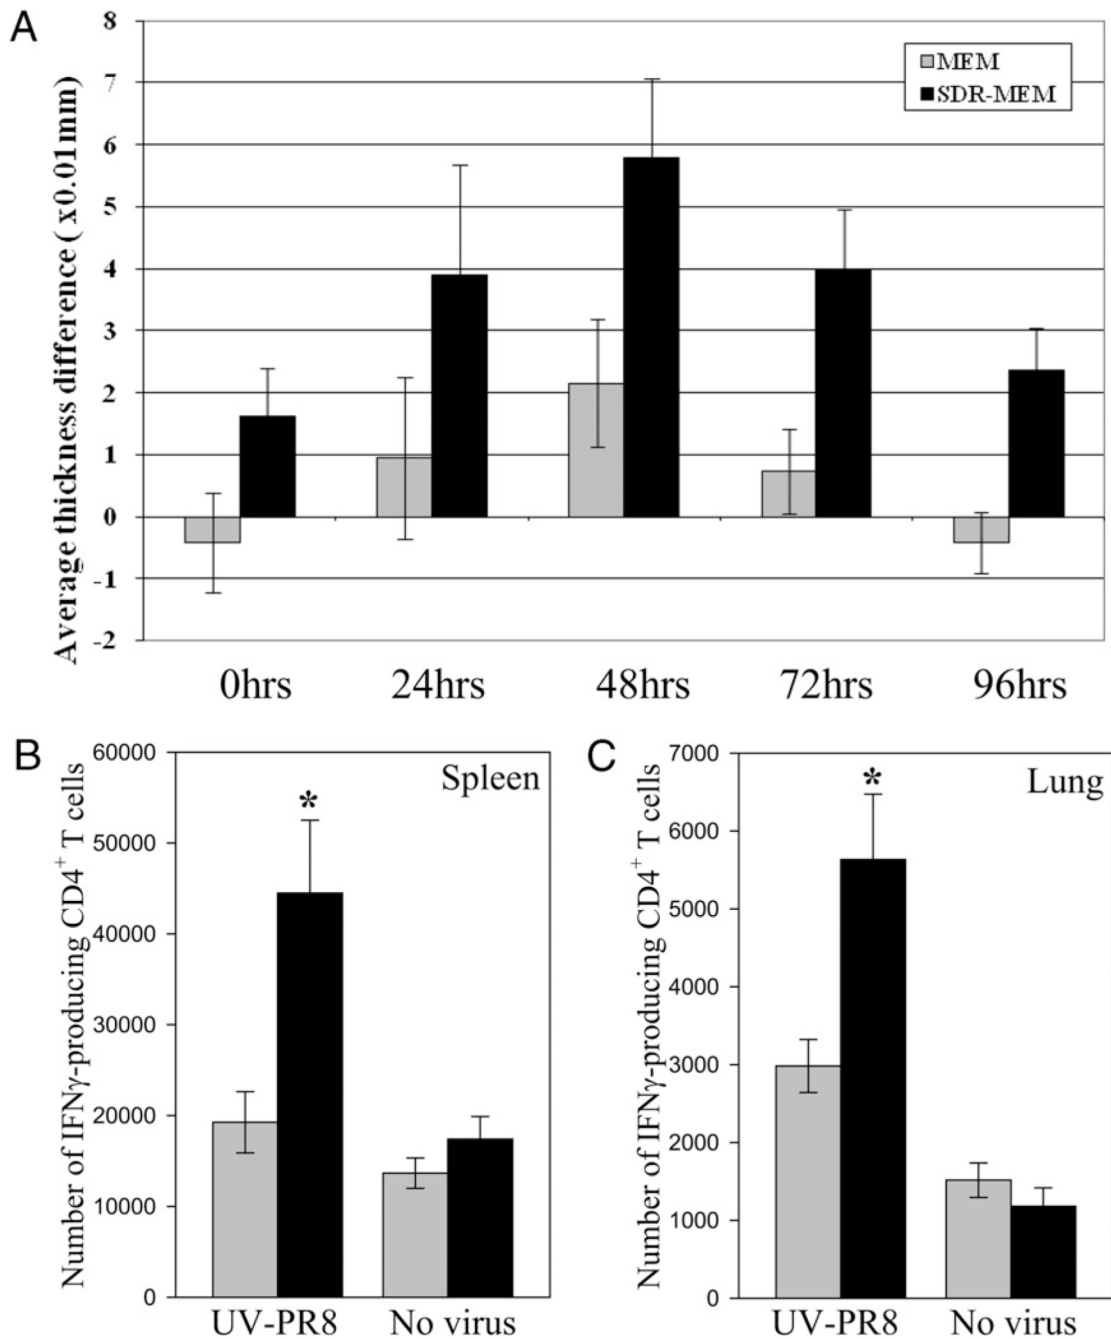 A
8
7
6
5
4
3
2
1
0
-1
-2
Average thickness difference ( x0.01mm)
MEM
SDR-MEM
0hrs 24hrs 48hrs 72hrs 96hrs
B
60000
50000
40000
30000
20000
10000
0
Number of IFNγ-producing CD4⁺ T cells
Spleen
*
UV-PR8 No virus
C
7000
6000
5000
4000
3000
2000
1000
0
Number of IFNγ-producing CD4⁺ T cells
Lung
*
UV-PR8 No virus